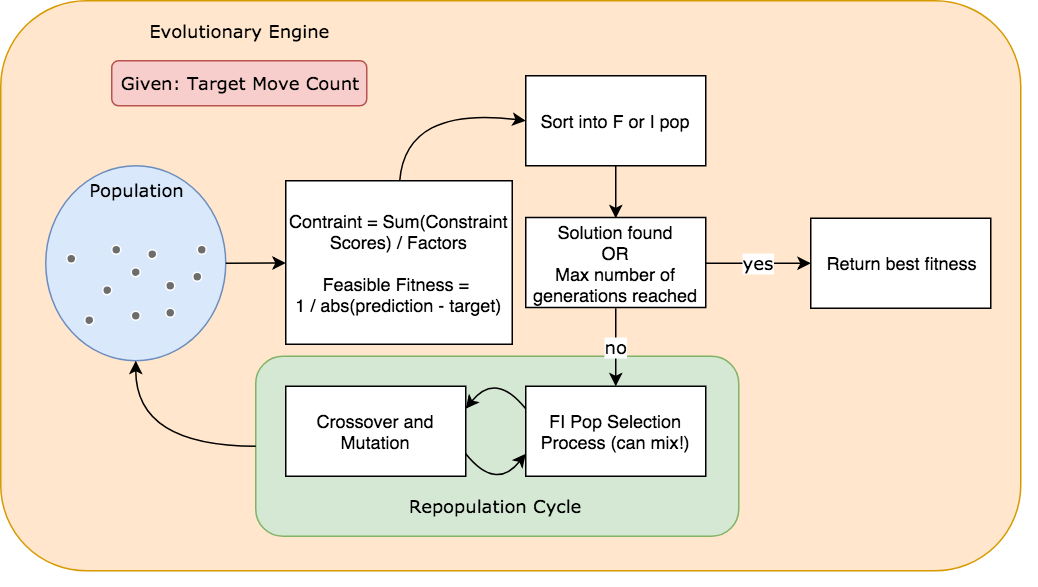 Evolutionary Engine
Given: Target Move Count
Sort into F or I pop
Population
Contraint = Sum(Constraint
Scores) / Factors
Feasible Fitness =
1 / abs(prediction - target)
Solution found
OR
Max number of
generations reached
yes
Return best fitness
no
Crossover and
Mutation
FI Pop Selection
Process (can mix!)
Repopulation Cycle